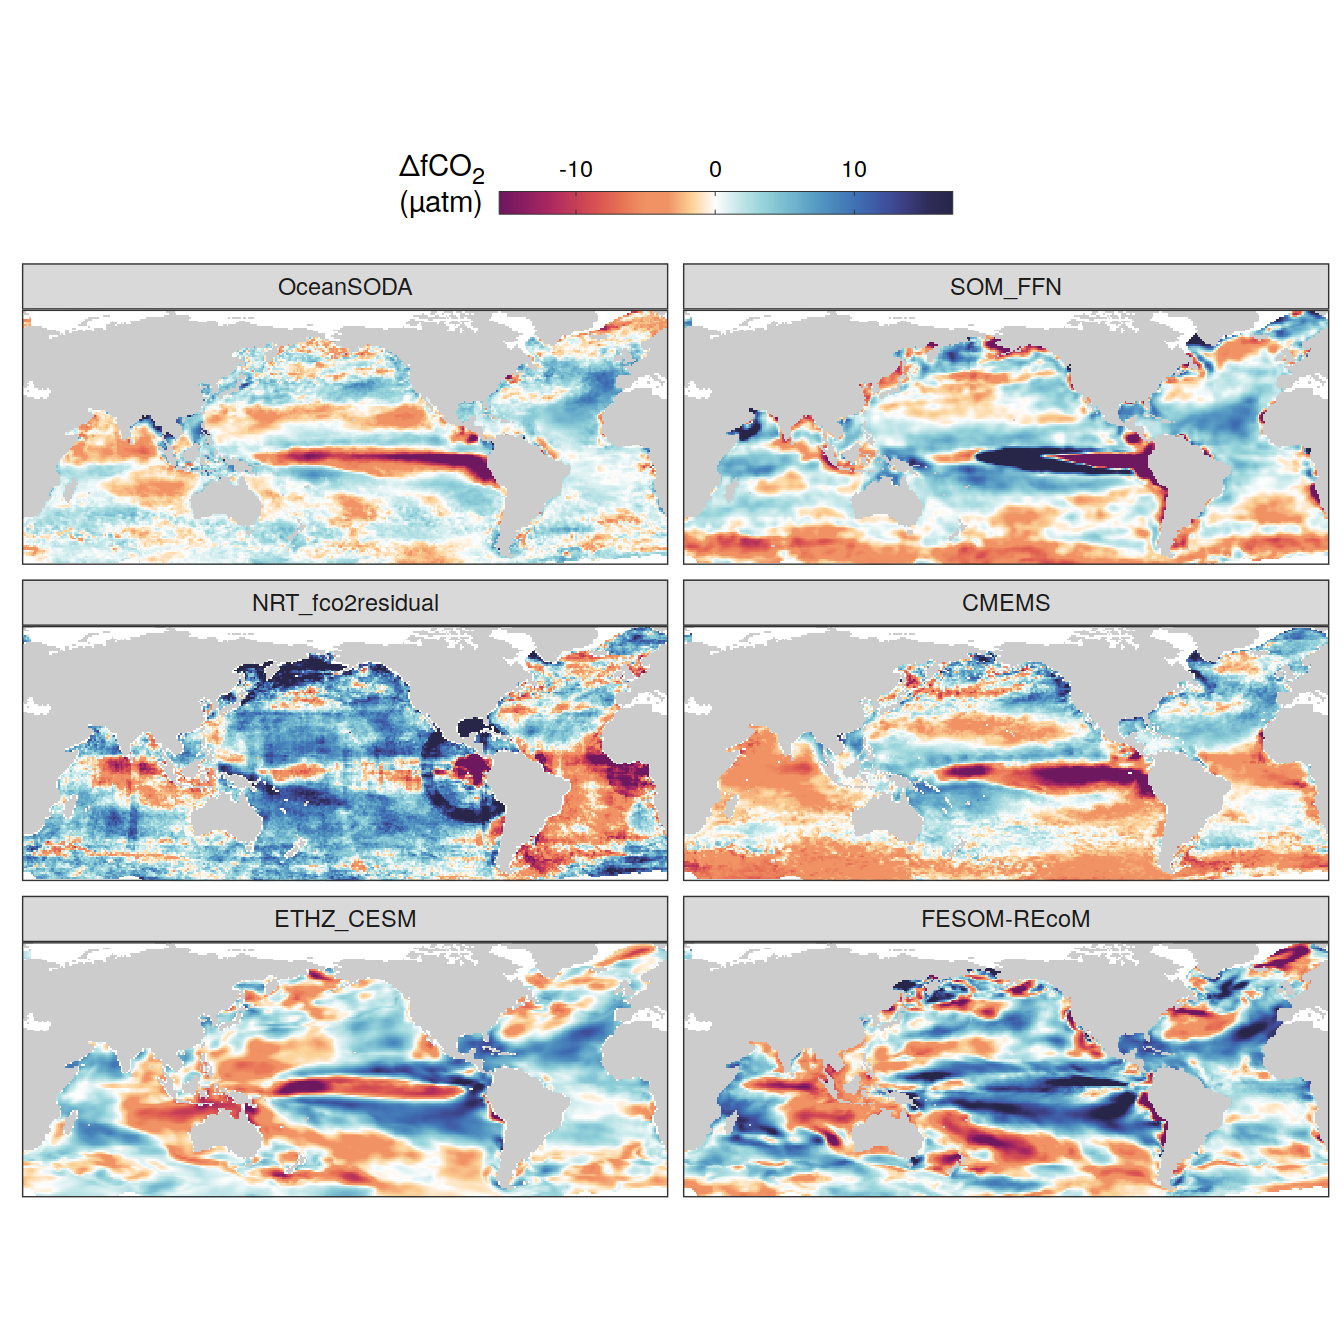 ΔfCO₂
(µatm)
-10 0 10
OceanSODA
SOM_FFN
NRT_fco2residual
CMEMS
ETHZ_CESM
FESOM-REcoM